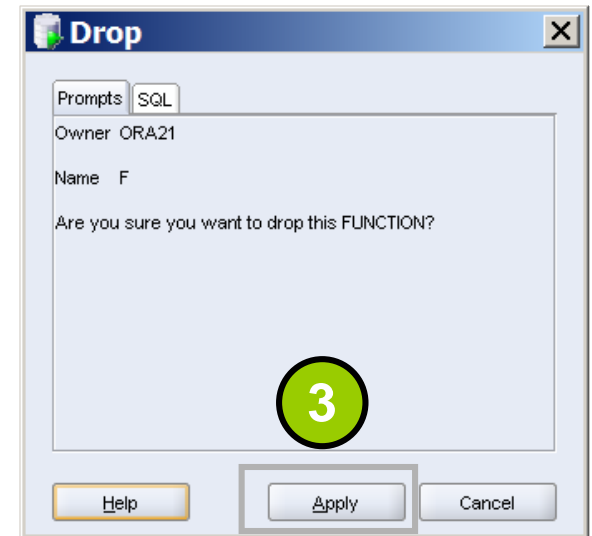 Drop
Prompts SQL
Owner ORA21
Name F
Are you sure you want to drop this FUNCTION?
3
Help Apply Cancel